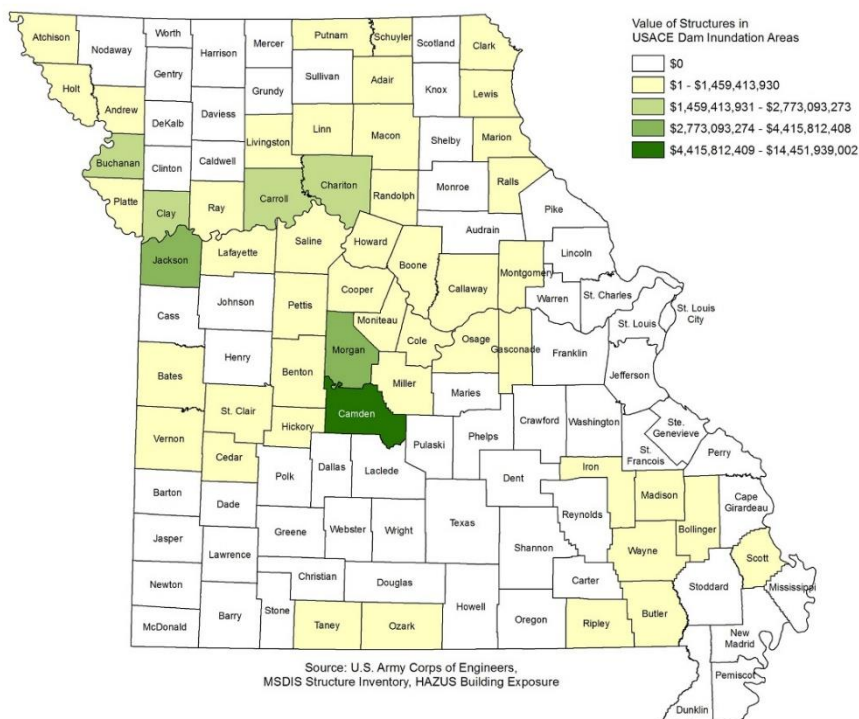 Value of Structures in
USACE Dam Inundation Areas
$0
$1 - $1,459,413,930
$1,459,413,931 - $2,773,093,273
$2,773,093,274 - $4,415,812,408
$4,415,812,409 - $14,451,939,002
Atchison
Nodaway
Worth
Harrison
Mercer
Putnam
Schuyler
Scotland
Clark
Gentry
Sullivan
Adair
Knox
Lewis
Holt
Andrew
Grundy
DeKalb
Daviess
Linn
Macon
Shelby
Marion
Livingston
Buchanan
Clinton
Caldwell
Chariton
Carroll
Randolph
Monroe
Ralls
Platte
Clay
Ray
Pike
Audrain
Jackson
Lafayette
Saline
Howard
Boone
Callaway
Montgomery
Lincoln
Warren
St. Charles
St. Louis
City
St. Louis
Cass
Johnson
Pettis
Cooper
Moniteau
Cole
Osage
Gasconade
Franklin
Jefferson
Morgan
Miller
Maries
Henry
Benton
Bates
St. Clair
Camden
Hickory
Vernon
Cedar
Pulaski
Phelps
Crawford
Washington
Ste.
Genevieve
St.
Francois
Perry
Polk
Dallas
Laclede
Dent
Iron
Madison
Cape
Girardeau
Barton
Dade
Reynolds
Bollinger
Jasper
Greene
Webster
Wright
Texas
Shannon
Wayne
Scott
Lawrence
Christian
Douglas
Carter
Stoddard
Mississippi
Newton
Stone
Howell
Oregon
Ripley
Butler
McDonald
Barry
Taney
Ozark
New
Madrid
Pemiscot
Dunklin
Source: U.S. Army Corps of Engineers,
MSDIS Structure Inventory, HAZUS Building Exposure